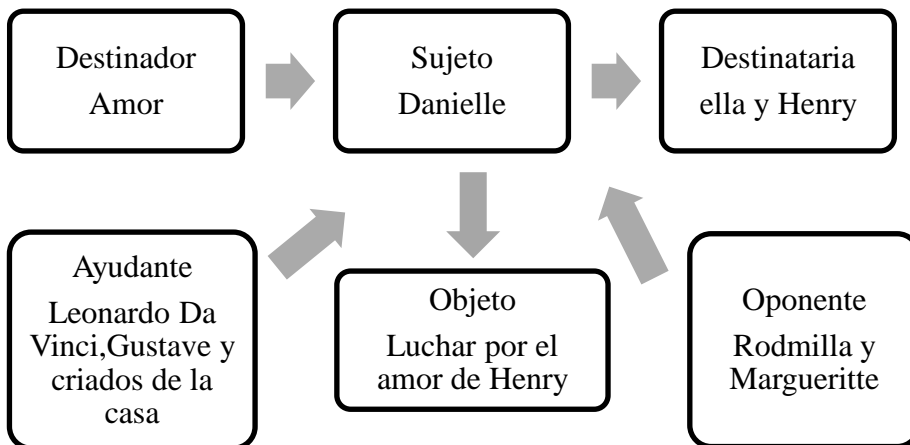 Destinador
Amor
Sujeto
Danielle
Destinataria
ella y Henry
Ayudante
Leonardo Da
Vinci,Gustave y
criados de la
casa
Objeto
Luchar por el
amor de Henry
Oponente
Rodmilla y
Margueritte